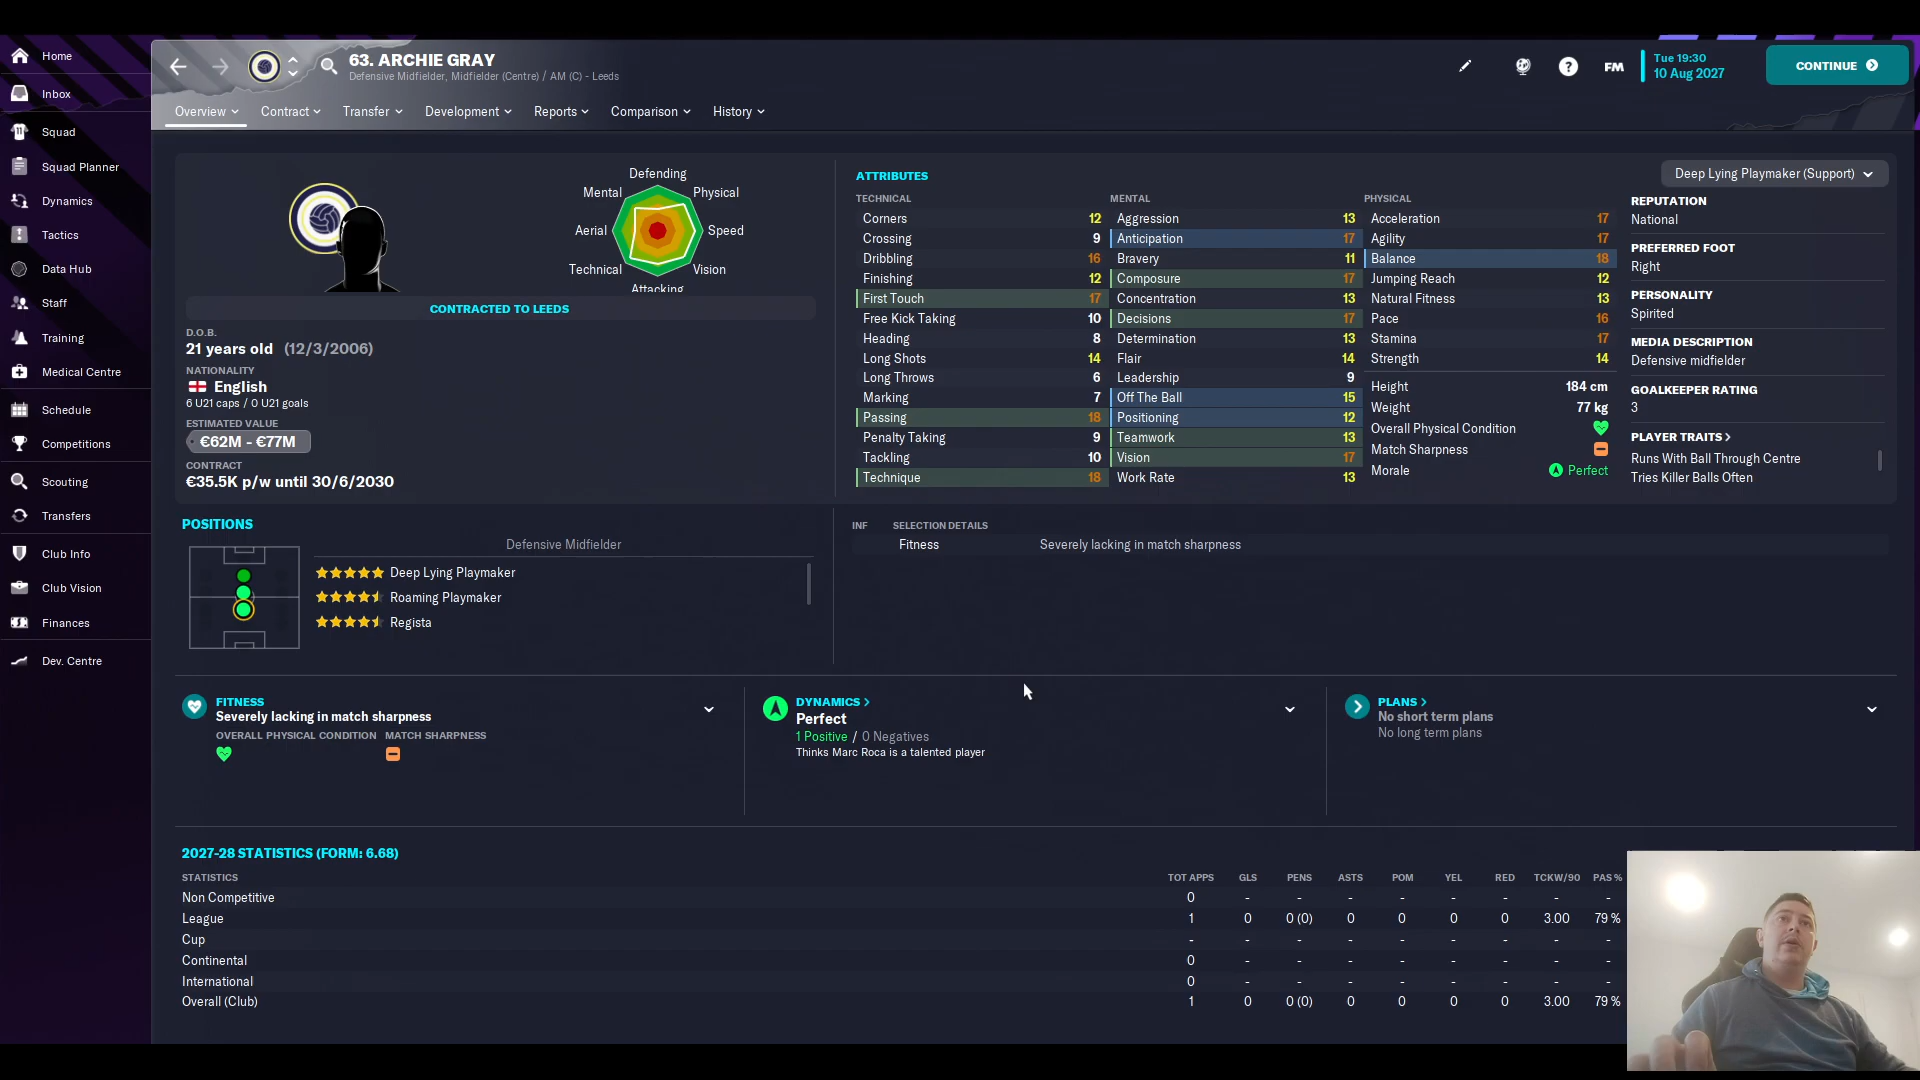 Home
Inbox
Squad
Squad Planner
Dynamics
Tactics
Data Hub
Staff
Training
Medical Centre
Schedule
Competitions
Scouting
Transfers
Club Info
Club Vision
Finances
Dev. Centre
63. ARCHIE GRAY
Defensive Midfielder, Midfielder (Centre) / AM (C) - Leeds
?
FM
Tue 19:30
10 Aug 2027
CONTINUE
Overview Contract Transfer Development Reports Comparison History
Defending
Mental Physical
Aerial Speed
Technical Vision
Attacking
CONTRACTED TO LEEDS
D.O.B.
21 years old (12/3/2006)
NATIONALITY
English
6 U21 caps / 0 U21 goals
ESTIMATED VALUE
€62M - €77M
CONTRACT
€35.5K p/w until 30/6/2030
ATTRIBUTES
Deep Lying Playmaker (Support)
TECHNICAL
Corners 12
Crossing 9
Dribbling 16
Finishing 12
First Touch 17
Free Kick Taking 10
Heading 8
Long Shots 14
Long Throws 6
Marking 7
Passing 18
Penalty Taking 9
Tackling 10
Technique 18
MENTAL
Aggression 13
Anticipation 17
Bravery 11
Composure 17
Concentration 13
Decisions 17
Determination 13
Flair 14
Leadership 9
Off The Ball 15
Positioning 12
Teamwork 13
Vision 17
Work Rate 13
PHYSICAL
Acceleration 17
Agility 17
Balance 18
Jumping Reach 12
Natural Fitness 13
Pace 16
Stamina 17
Strength 14
Height 184 cm
Weight 77 kg
Overall Physical Condition
Match Sharpness
Morale Perfect
REPUTATION
National
PREFERRED FOOT
Right
PERSONALITY
Spirited
MEDIA DESCRIPTION
Defensive midfielder
GOALKEEPER RATING
3
PLAYER TRAITS >
Runs With Ball Through Centre
Tries Killer Balls Often
POSITIONS
Defensive Midfielder
Deep Lying Playmaker
Roaming Playmaker
Regista
INF SELECTION DETAILS
Fitness Severely lacking in match sharpness
FITNESS
Severely lacking in match sharpness
OVERALL PHYSICAL CONDITION MATCH SHARPNESS
DYNAMICS >
Perfect
1 Positive / 0 Negatives
Thinks Marc Roca is a talented player
PLANS >
No short term plans
No long term plans
2027-28 STATISTICS (FORM: 6.68)
STATISTICS TOT APPS GLS PENS ASTS POM YEL RED TCKW/90 PAS %
Non Competitive 0 - - - - - - - -
League 1 0 0 (0) 0 0 0 0 3.00 79 %
Cup - - - - - - - - -
Continental 0 - - - - - - - -
International 0 - - - - - - - -
Overall (Club) 1 0 0 (0) 0 0 0 0 3.00 79 %